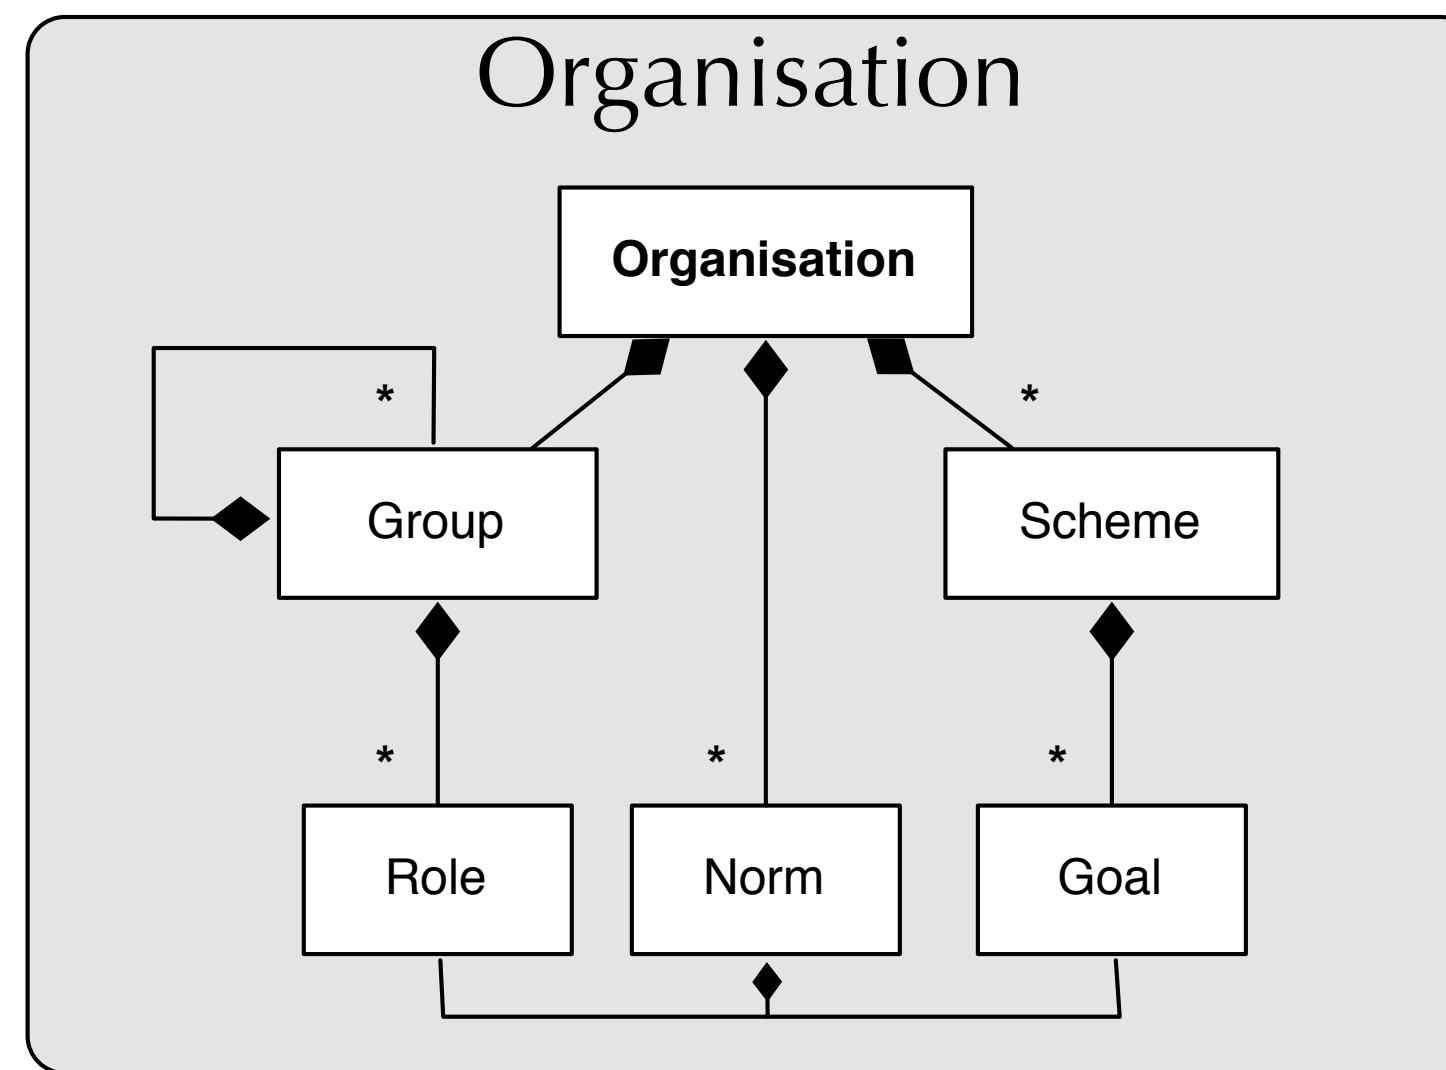 Organisation
Organisation
*
*
Group
Scheme
*
*
*
Role
Norm
Goal